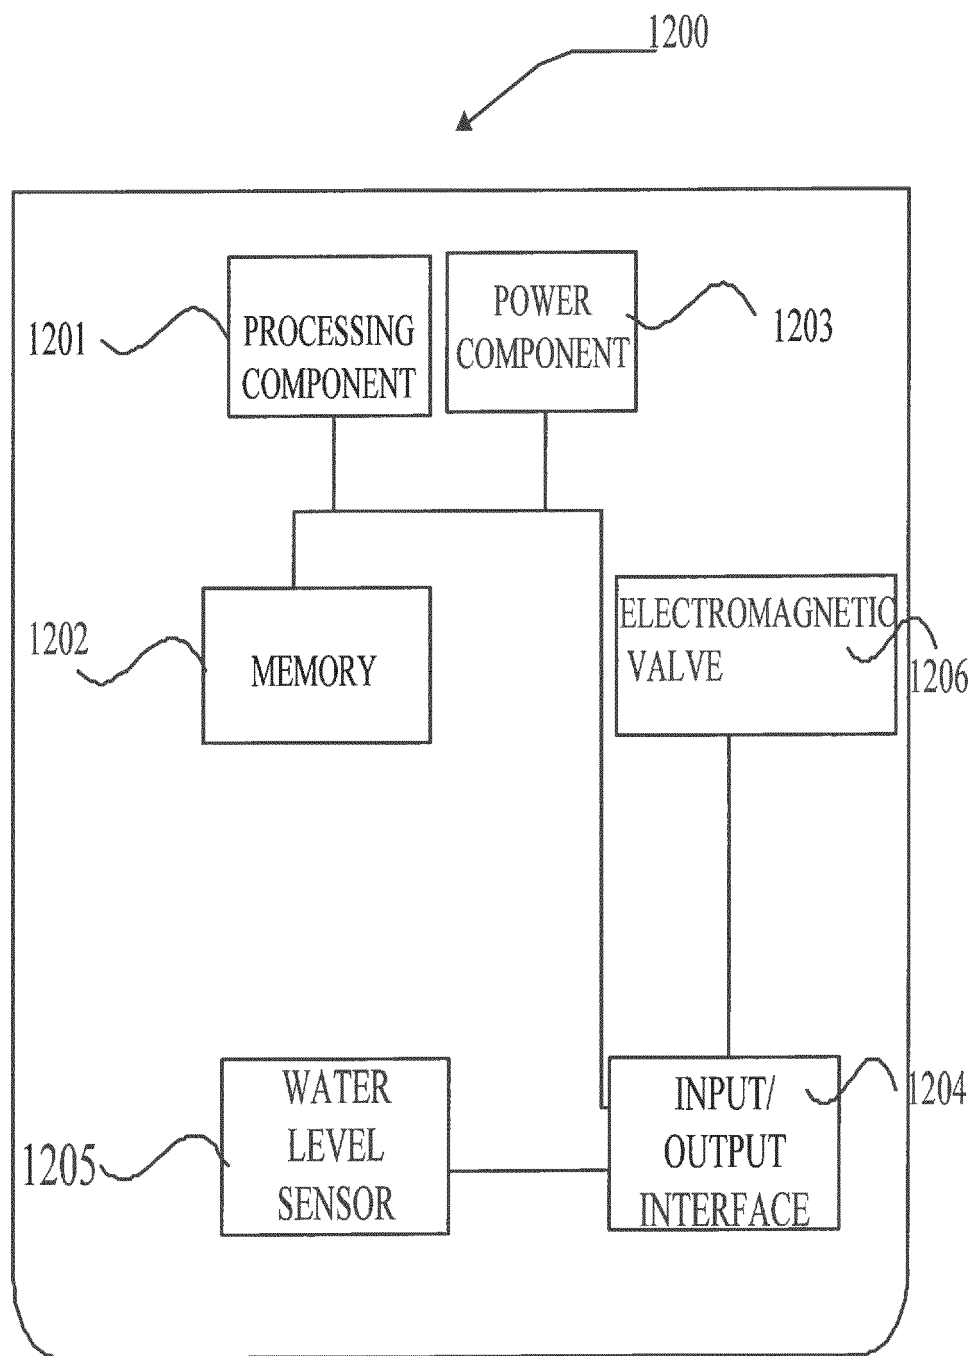 1200
1201
PROCESSING
COMPONENT
POWER
COMPONENT
1203
1202
MEMORY
ELECTROMAGNETIC
VALVE
1206
WATER
LEVEL
SENSOR
1205
INPUT/
OUTPUT
INTERFACE
1204